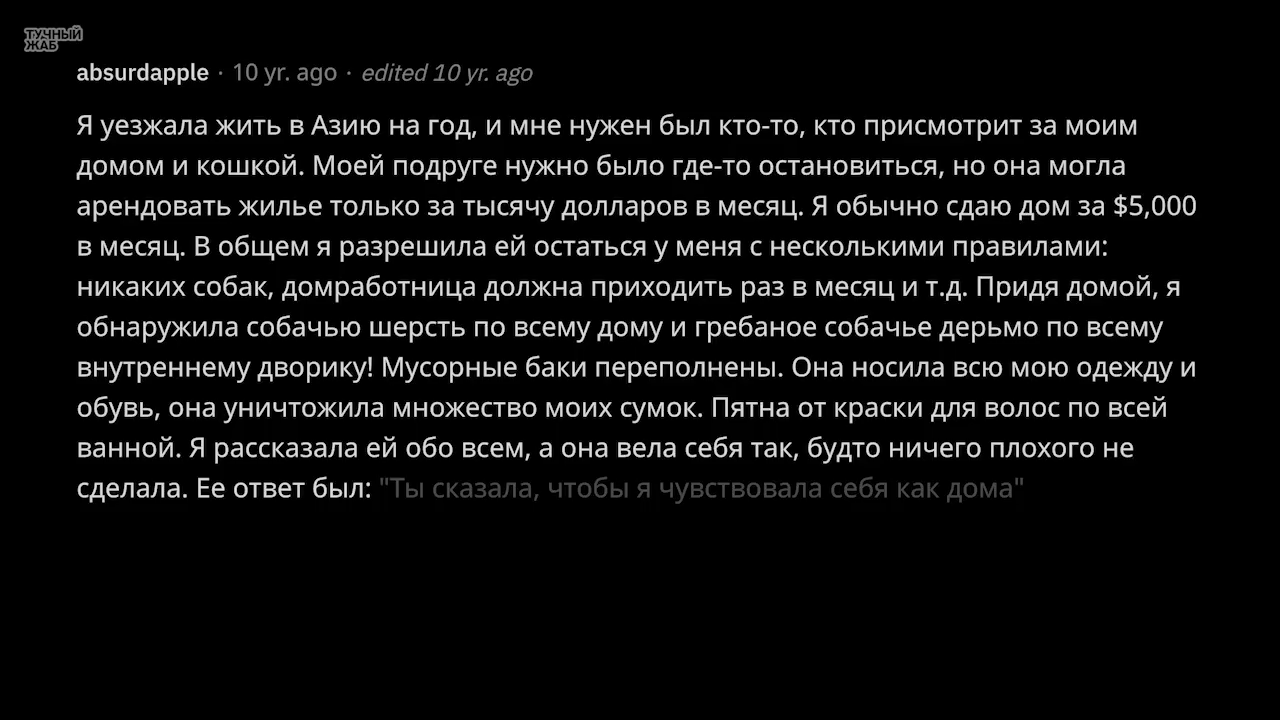 ТУЧНЫЙ
ЖАБ
absurdapple · 10 yr. ago · edited 10 yr. ago
Я уезжала жить в Азию на год, и мне нужен был кто-то, кто присмотрит за моим
домом и кошкой. Моей подруге нужно было где-то остановиться, но она могла
арендовать жилье только за тысячу долларов в месяц. Я обычно сдаю дом за $5,000
в месяц. В общем я разрешила ей остаться у меня с несколькими правилами:
никаких собак, домработница должна приходить раз в месяц и т.д. Придя домой, я
обнаружила собачью шерсть по всему дому и гребаное собачье дерьмо по всему
внутреннему дворику! Мусорные баки переполнены. Она носила всю мою одежду и
обувь, она уничтожила множество моих сумок. Пятна от краски для волос по всей
ванной. Я рассказала ей обо всем, а она вела себя так, будто ничего плохого не
сделала. Ее ответ был: "Ты сказала, чтобы я чувствовала себя как дома"